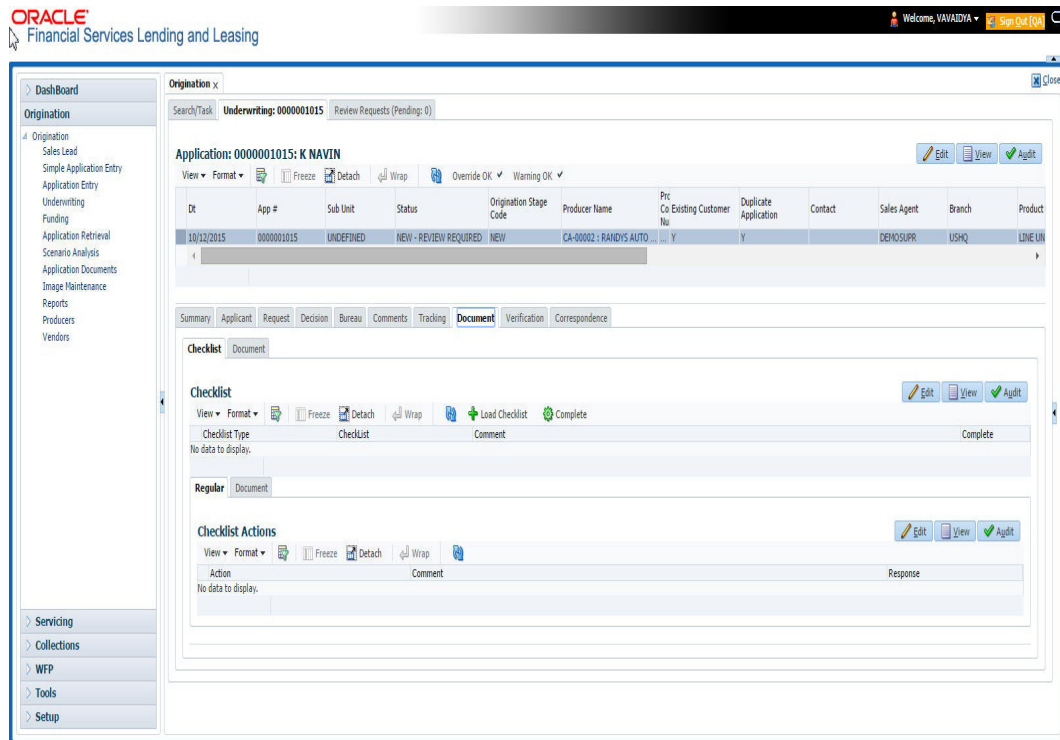 ORACLE
Financial Services Lending and Leasing
Welcome, VAVAIDYA
Sign Out [QA]
Close
DashBoard
Origination
Origination
Sales Lead
Simple Application Entry
Application Entry
Underwriting
Funding
Application Retrieval
Scenario Analysis
Application Documents
Image Maintenance
Reports
Producers
Vendors
Servicing
Collections
WFP
Tools
Setup
Origination x
Search/Task Underwriting: 0000001015 Review Requests (Pending: 0)
Application: 0000001015: K NAVIN
Edit View Audit
View Format Freeze Detach Wrap Override OK Warning OK
Dt App # Sub Unit Status Origination Stage Code Producer Name Prc Co Nu Existing Customer Duplicate Application Contact Sales Agent Branch Product
10/12/2015 0000001015 UNDEFINED NEW - REVIEW REQUIRED NEW CA-00002 : RANDYS AUTO ... ... Y Y DEMOSUPR USHQ LINE UN
Summary Applicant Request Decision Bureau Comments Tracking Document Verification Correspondence
Checklist Document
Checklist
Edit View Audit
View Format Freeze Detach Wrap Load Checklist Complete
Checklist Type CheckList Comment Complete
No data to display.
Regular Document
Checklist Actions
Edit View Audit
View Format Freeze Detach Wrap
Action Comment Response
No data to display.